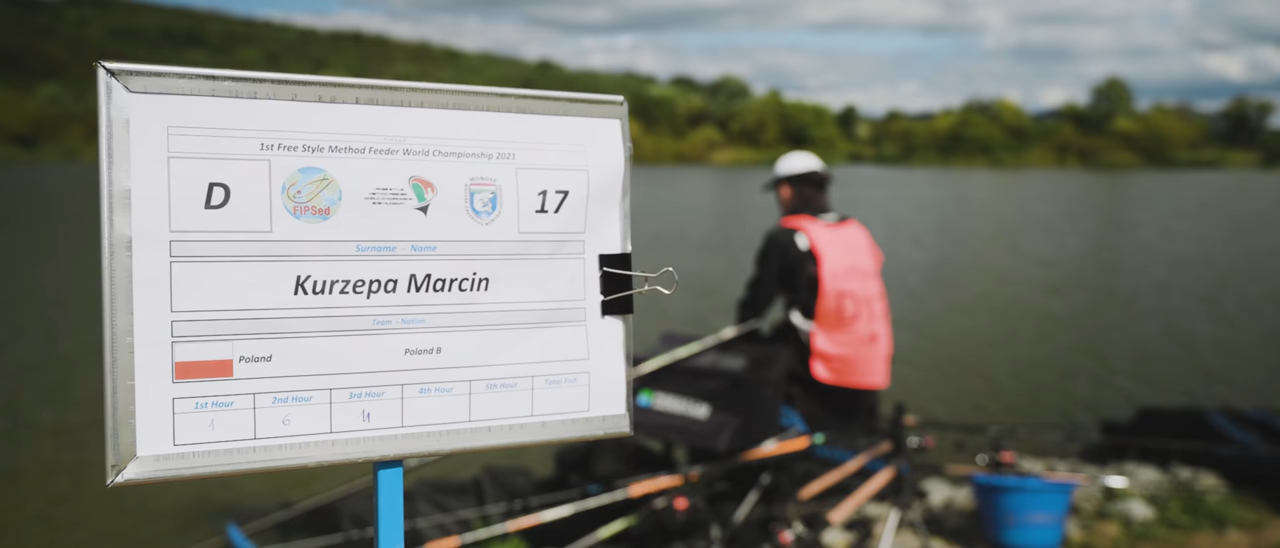 1st Free Style Method Feeder World Championship 2021
D
FIPSed
17
Surname - Name
Kurzepa Marcin
Team - Nation
Poland
Poland B
1st Hour 2nd Hour 3rd Hour 4th Hour 5th Hour Total Fish
1 6